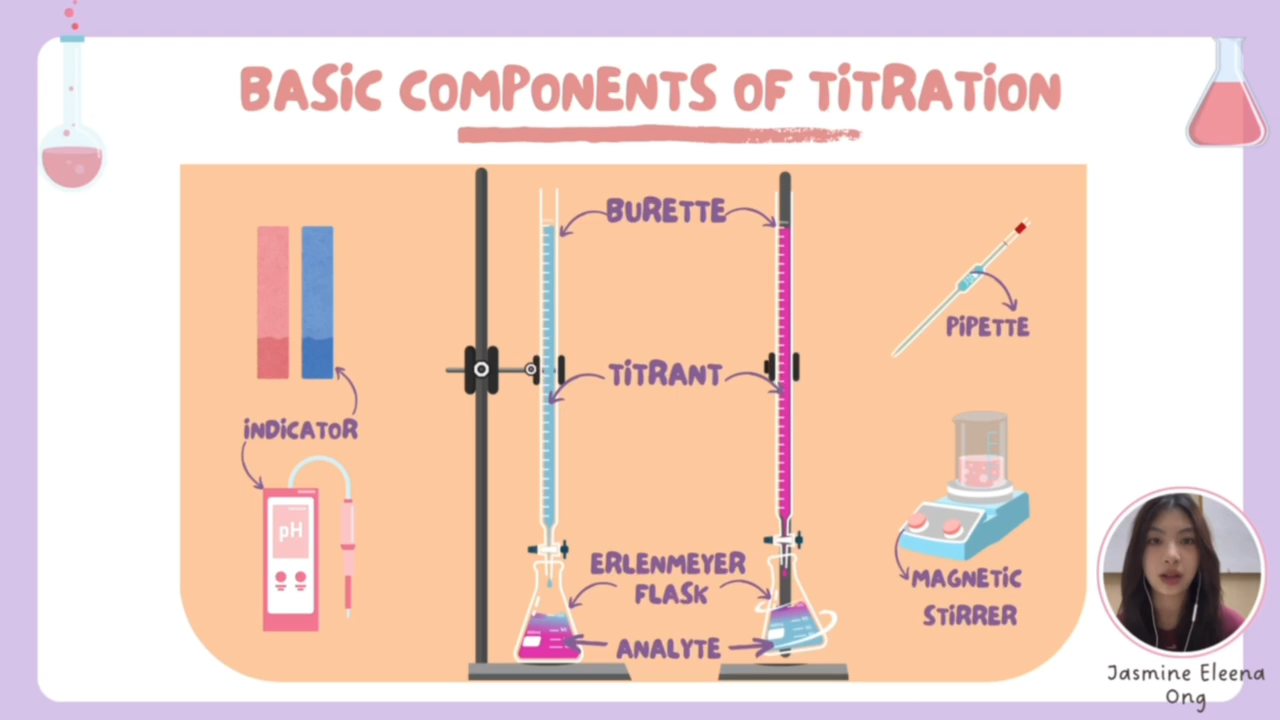 BASIC COMPONENTS OF TITRATION
BURETTE
PIPETTE
TITRANT
INDICATOR
pH
ERLENMEYER
FLASK
ANALYTE
MAGNETIC
STIRRER
Jasmine Eleena
Ong